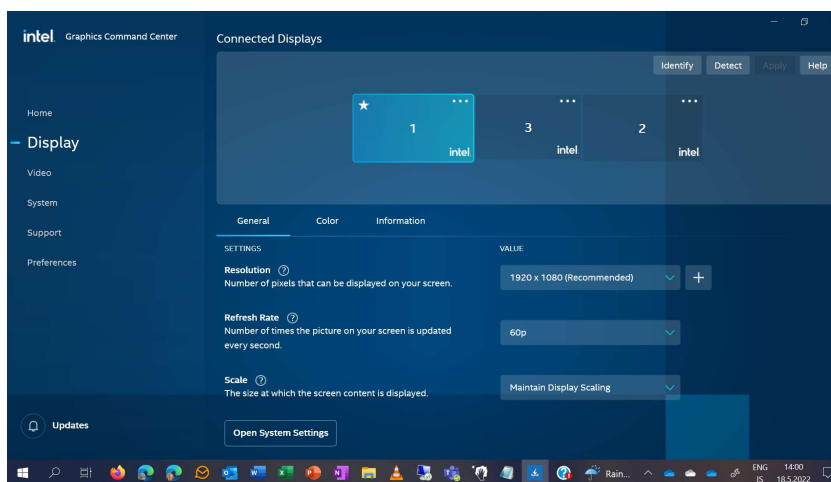 intel. Graphics Command Center
Connected Displays
Identify Detect Apply Help
Home
Display
Video
System
Support
Preferences
1
intel
3
intel
2
intel
General Color Information
SETTINGS VALUE
Resolution ?
Number of pixels that can be displayed on your screen.
1920 x 1080 (Recommended)
Refresh Rate ?
Number of times the picture on your screen is updated
every second.
60p
Scale ?
The size at which the screen content is displayed.
Maintain Display Scaling
Open System Settings
Updates
Rain...
ENG 14:00
IS 18.5.2022